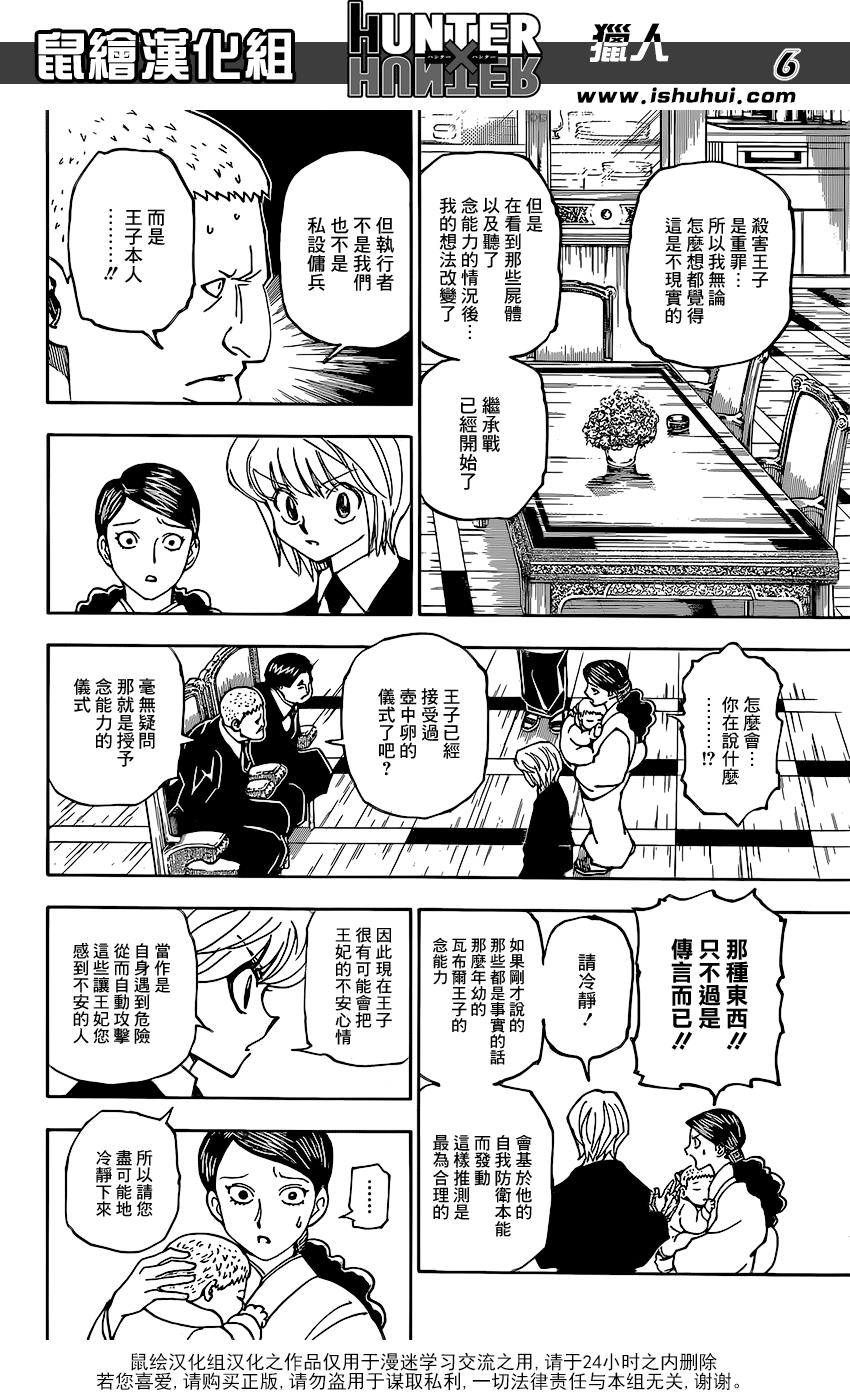 鼠繪漢化组
HUNTER
×
ハンター
ハンター
HUNTER
獵人
6
www.ishuhui.com
殺害王子
是重罪…
所以我無論
怎麼想都覺得
這是不現實的
但是
在看到那些屍體
以及聽了
念能力的情況後…
我的想法改變了
繼承戰
已經開始了
但執行者
不是我們
也不是
私設傭兵
而是
王子本人
………!!
怎麼會…
你在說什麼
………!?
王子已經
接受過
壺中卵的
儀式了吧?
毫無疑問
那就是授予
念能力的
儀式
那種東西!!
只不過是
傳言而已!!
請冷靜!
如果剛才說的
那些都是事實的話
那麼年幼的
瓦布爾王子的
念能力
會基於他的
自我防衛本能
而發動
這樣推測是
最為合理的
因此現在王子
很有可能會把
王妃的不安心情
當作是
自身遇到危險
從而自動攻擊
這些讓王妃您
感到不安的人
……
所以請您
盡可能地
冷靜下來
鼠绘汉化组汉化之作品仅用于漫迷学习交流之用,请于24小时之内删除
若您喜爱,请购买正版,请勿盗用于谋取私利,一切法律责任与本组无关,谢谢。